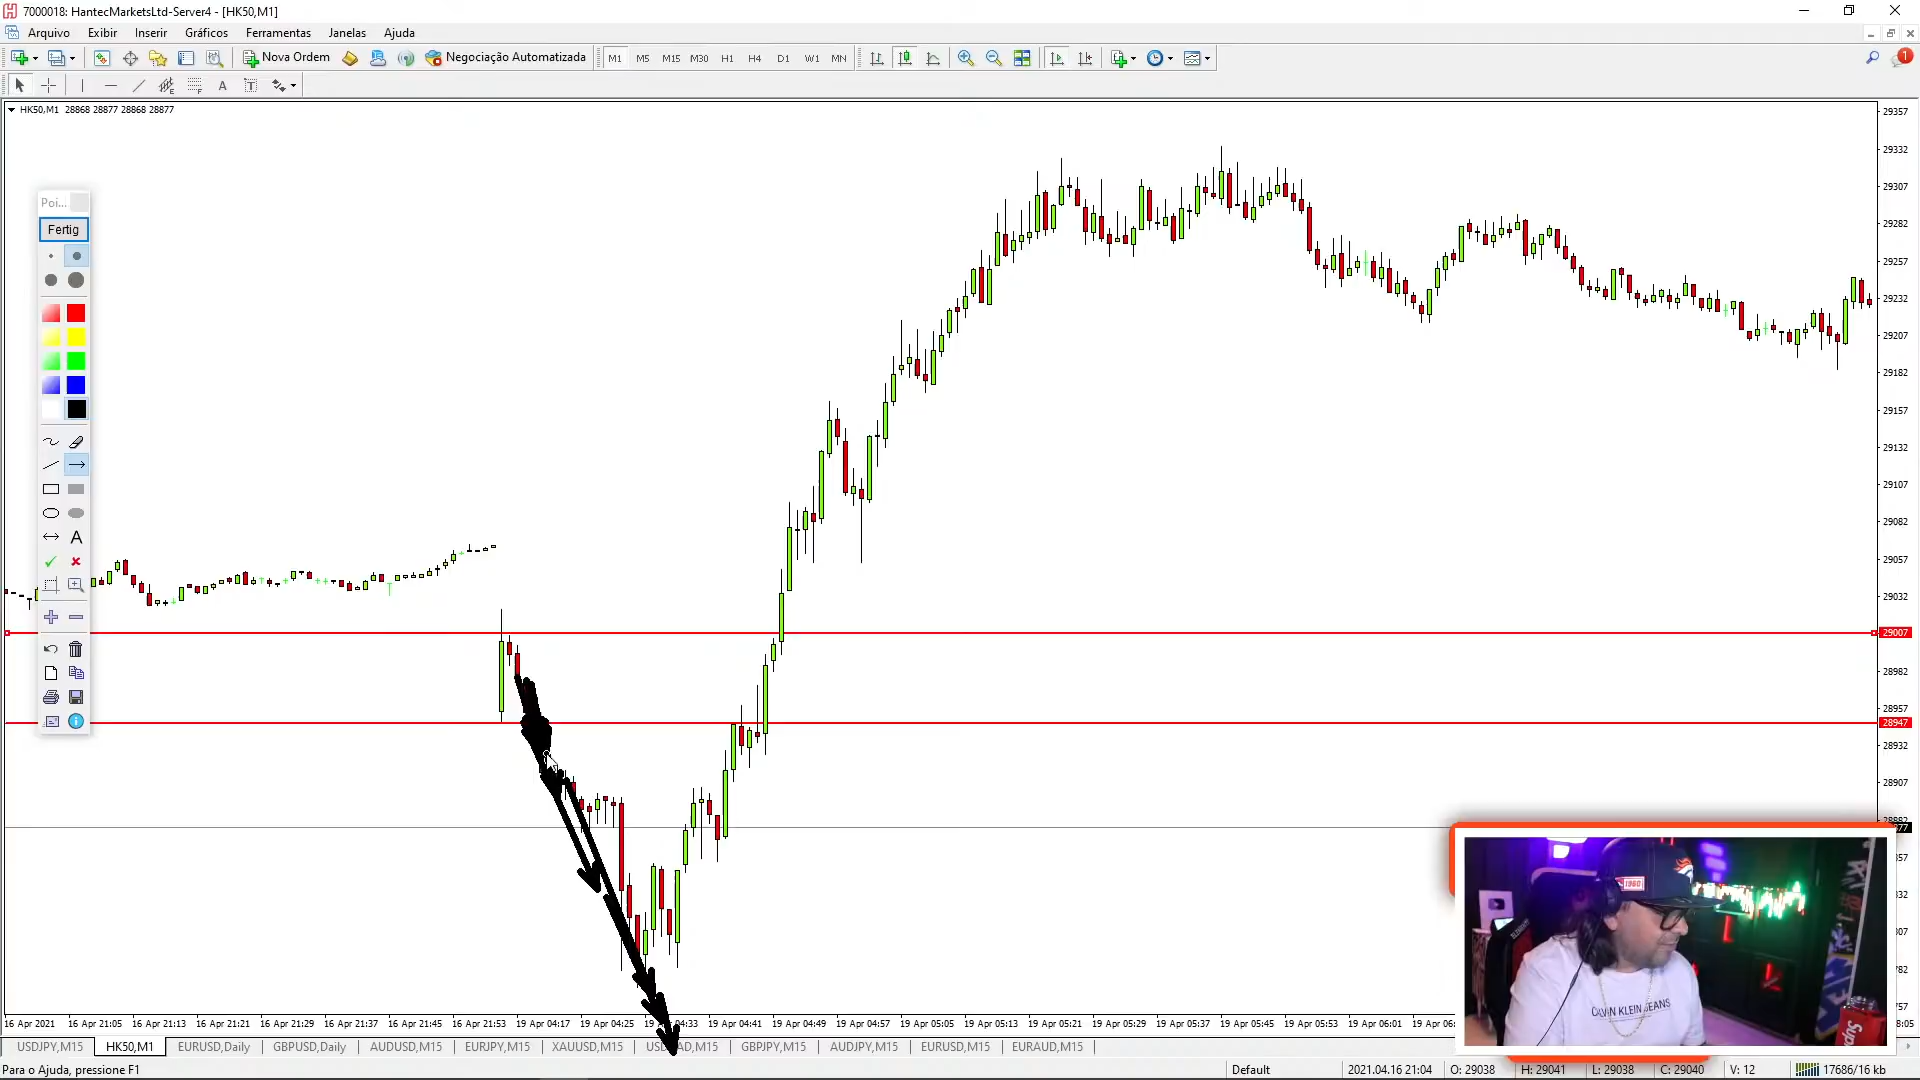 7000018: HantecMarketsLtd-Server4 - [HK50,M1]
Arquivo Exibir Inserir Gráficos Ferramentas Janelas Ajuda
Nova Ordem Negociação Automatizada M1 M5 M15 M30 H1 H4 D1 W1 MN 1
A T
HK50,M1 28868 28877 28868 28877
Poi...
Fertig
A
29357
29332
29307
29282
29257
29232
29207
29182
29157
29132
29107
29082
29057
29032
29007
28982
28957
28947
28932
28907
16 Apr 2021 16 Apr 21:05 16 Apr 21:13 16 Apr 21:21 16 Apr 21:29 16 Apr 21:37 16 Apr 21:45 16 Apr 21:53 19 Apr 04:17 19 Apr 04:25 19 Apr 04:33 19 Apr 04:41 19 Apr 04:49 19 Apr 04:57 19 Apr 05:05 19 Apr 05:13 19 Apr 05:21 19 Apr 05:29 19 Apr 05:37 19 Apr 05:45 19 Apr 05:53 19 Apr 06:01
CALVIN KLEIN JEANS
USDJPY,M15 HK50,M1 EURUSD,Daily GBPUSD,Daily AUDUSD,M15 EURJPY,M15 XAUUSD,M15 GBPJPY,M15 AUDJPY,M15 EURUSD,M15 EURAUD,M15
Para o Ajuda, pressione F1 Default 2021.04.16 21:04 O: 29038 H: 29041 L: 29038 C: 29040 V: 12 17686/16 kb